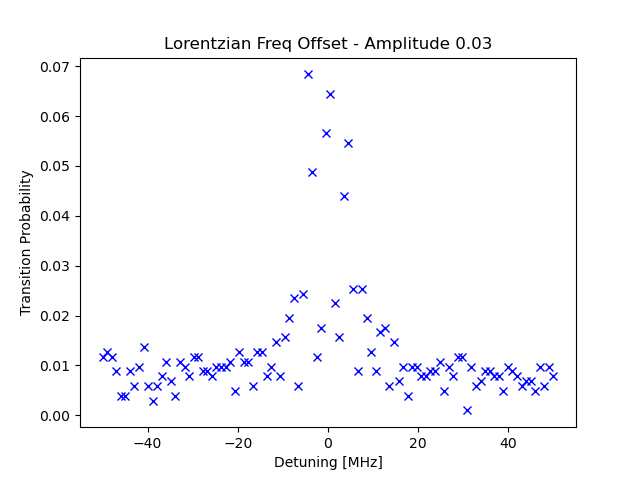 Lorentzian Freq Offset - Amplitude 0.03
0.07
0.06
0.05
0.04
0.03
0.02
0.01
0.00
Transition Probability
−40 −20 0 20 40
Detuning [MHz]